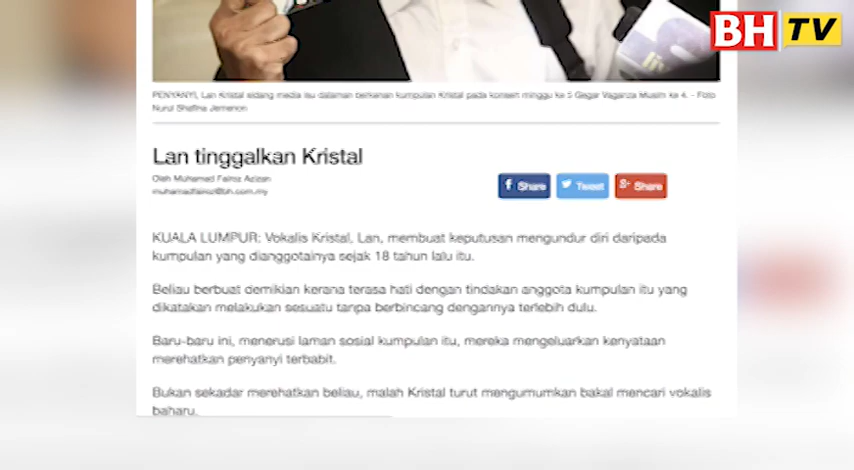 BH TV
PENYANYI, Lan Kristal sidang media isu dalaman berkenan kumpulan Kristal pada konsert minggu ke 5 Gegar Vaganza Musim ke 4. - Foto
Nurul Shafina Jemenon
Lan tinggalkan Kristal
Oleh Muhamad Fairoz Azizan
muhamadfairoz@bh.com.my
f Share
Tweet
g+ Share
KUALA LUMPUR: Vokalis Kristal, Lan, membuat keputusan mengundur diri daripada
kumpulan yang dianggotainya sejak 18 tahun lalu itu.
Beliau berbuat demikian kerana terasa hati dengan tindakan anggota kumpulan itu yang
dikatakan melakukan sesuatu tanpa berbincang dengannya terlebih dulu.
Baru-baru ini, menerusi laman sosial kumpulan itu, mereka mengeluarkan kenyataan
merehatkan penyanyi terbabit.
Bukan sekadar merehatkan beliau, malah Kristal turut mengumumkan bakal mencari vokalis
baharu.